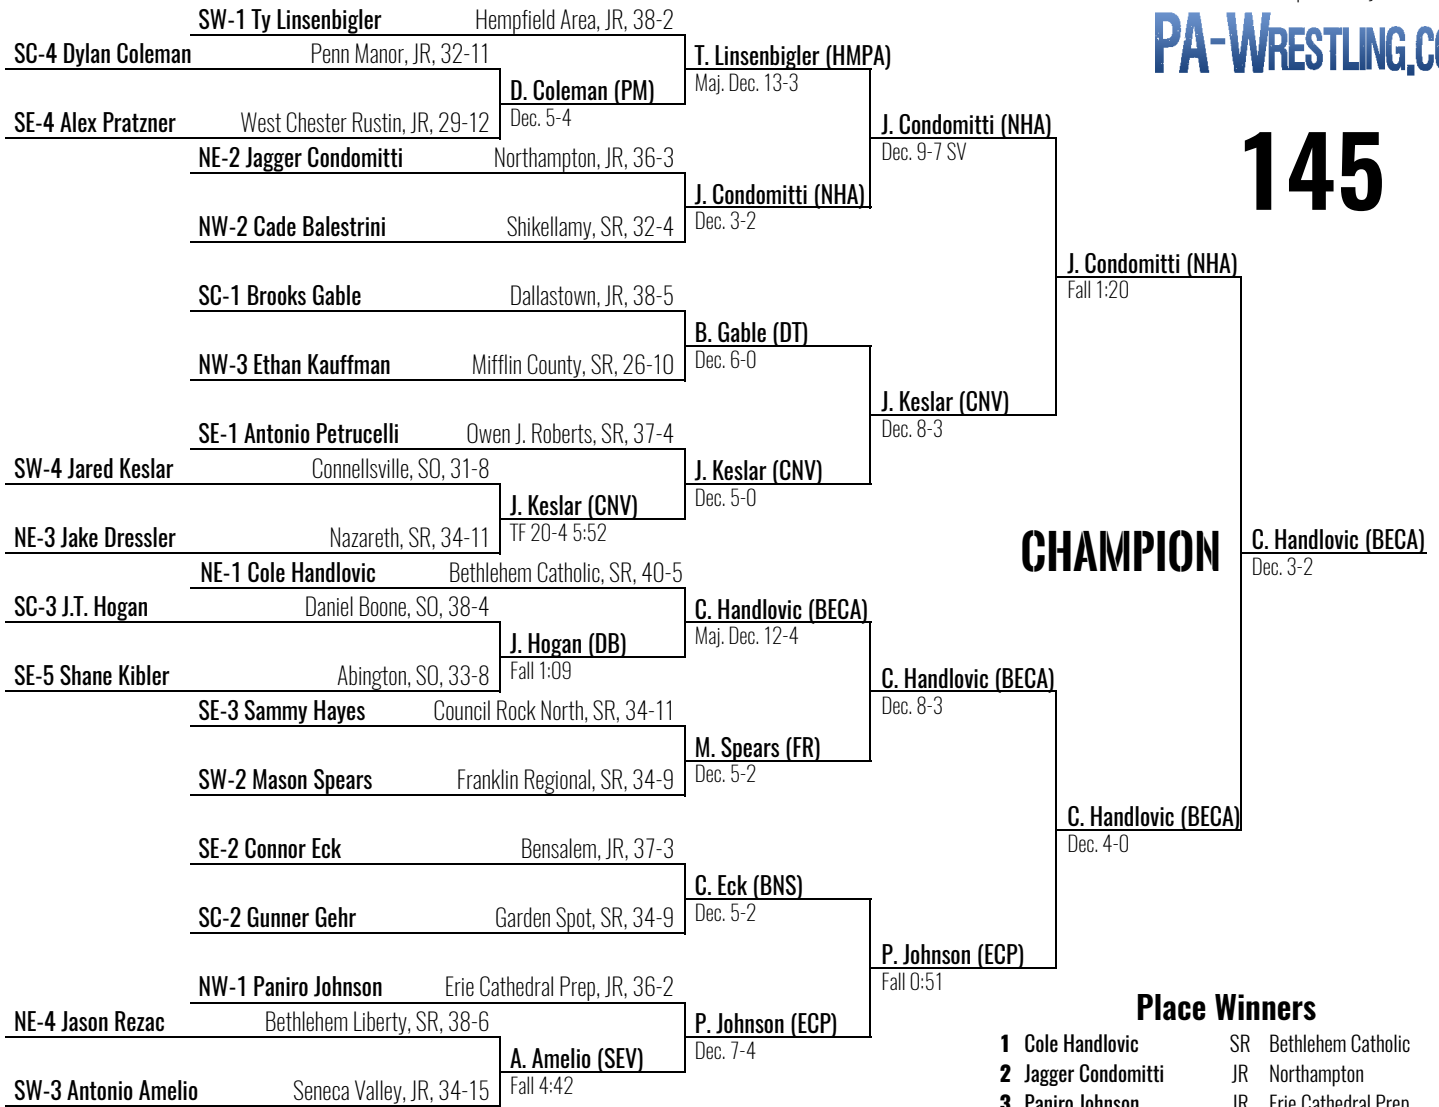 SW-1 Ty Linsenbigler Hempfield Area, JR, 38-2
SC-4 Dylan Coleman Penn Manor, JR, 32-11
T. Linsenbigler (HMPA)
Maj. Dec. 13-3
D. Coleman (PM)
Dec. 5-4
SE-4 Alex Pratzner West Chester Rustin, JR, 29-12
J. Condomitti (NHA)
Dec. 9-7 SV
NE-2 Jagger Condomitti Northampton, JR, 36-3
J. Condomitti (NHA)
Dec. 3-2
NW-2 Cade Balestrini Shikellamy, SR, 32-4
J. Condomitti (NHA)
Fall 1:20
SC-1 Brooks Gable Dallastown, JR, 38-5
B. Gable (DT)
Dec. 6-0
NW-3 Ethan Kauffman Mifflin County, SR, 26-10
J. Keslar (CNV)
Dec. 8-3
SE-1 Antonio Petrucelli Owen J. Roberts, SR, 37-4
SW-4 Jared Keslar Connellsville, SO, 31-8
J. Keslar (CNV)
Dec. 5-0
J. Keslar (CNV)
TF 20-4 5:52
NE-3 Jake Dressler Nazareth, SR, 34-11
CHAMPION C. Handlovic (BECA)
Dec. 3-2
NE-1 Cole Handlovic Bethlehem Catholic, SR, 40-5
SC-3 J.T. Hogan Daniel Boone, SO, 38-4
C. Handlovic (BECA)
Maj. Dec. 12-4
J. Hogan (DB)
Fall 1:09
SE-5 Shane Kibler Abington, SO, 33-8
C. Handlovic (BECA)
Dec. 8-3
SE-3 Sammy Hayes Council Rock North, SR, 34-11
M. Spears (FR)
Dec. 5-2
SW-2 Mason Spears Franklin Regional, SR, 34-9
C. Handlovic (BECA)
Dec. 4-0
SE-2 Connor Eck Bensalem, JR, 37-3
C. Eck (BNS)
Dec. 5-2
SC-2 Gunner Gehr Garden Spot, SR, 34-9
P. Johnson (ECP)
Fall 0:51
NW-1 Paniro Johnson Erie Cathedral Prep, JR, 36-2
NE-4 Jason Rezac Bethlehem Liberty, SR, 38-6
P. Johnson (ECP)
Dec. 7-4
A. Amelio (SEV)
Fall 4:42
SW-3 Antonio Amelio Seneca Valley, JR, 34-15
PA-WRESTLING.CO
145
Place Winners
1 Cole Handlovic SR Bethlehem Catholic
2 Jagger Condomitti JR Northampton
3 Paniro Johnson JR Erie Cathedral Prep